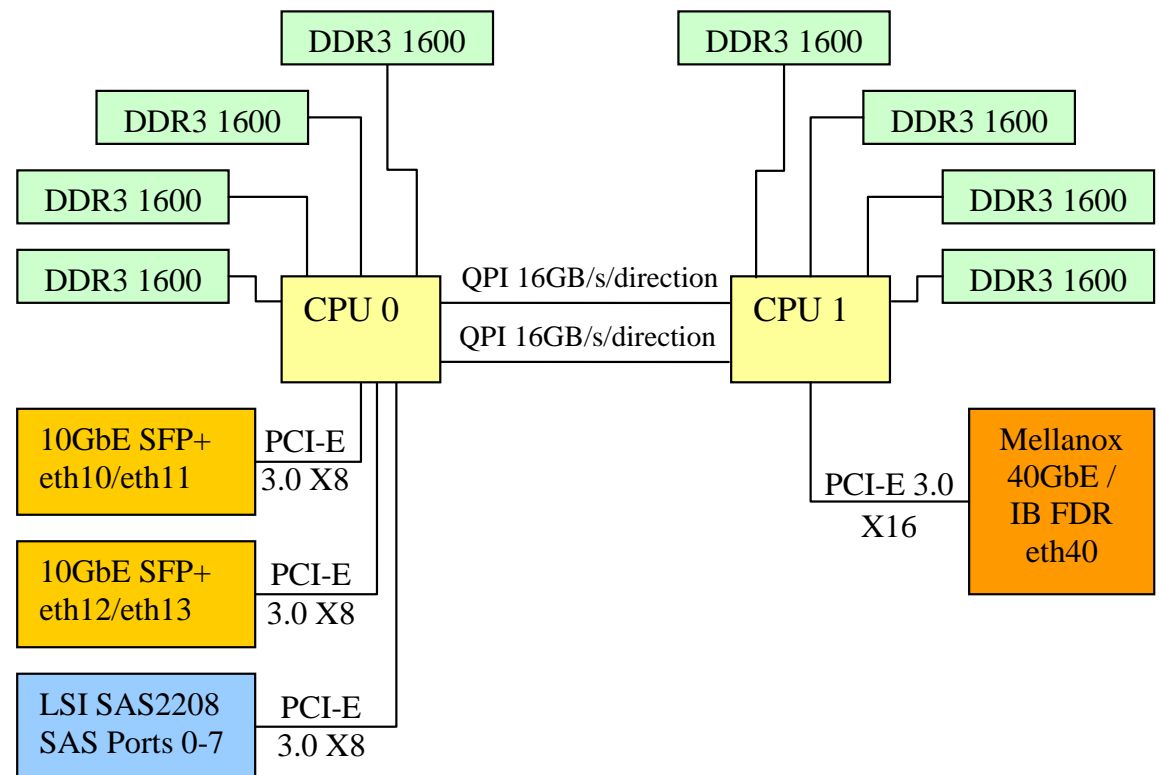 DDR3 1600
DDR3 1600
DDR3 1600
DDR3 1600
DDR3 1600
DDR3 1600
DDR3 1600
DDR3 1600
QPI 16GB/s/direction
CPU 0
CPU 1
QPI 16GB/s/direction
10GbE SFP+
eth10/eth11
PCI-E
3.0 X8
Mellanox
40GbE /
IB FDR
eth40
PCI-E 3.0
X16
10GbE SFP+
eth12/eth13
PCI-E
3.0 X8
LSI SAS2208
SAS Ports 0-7
PCI-E
3.0 X8